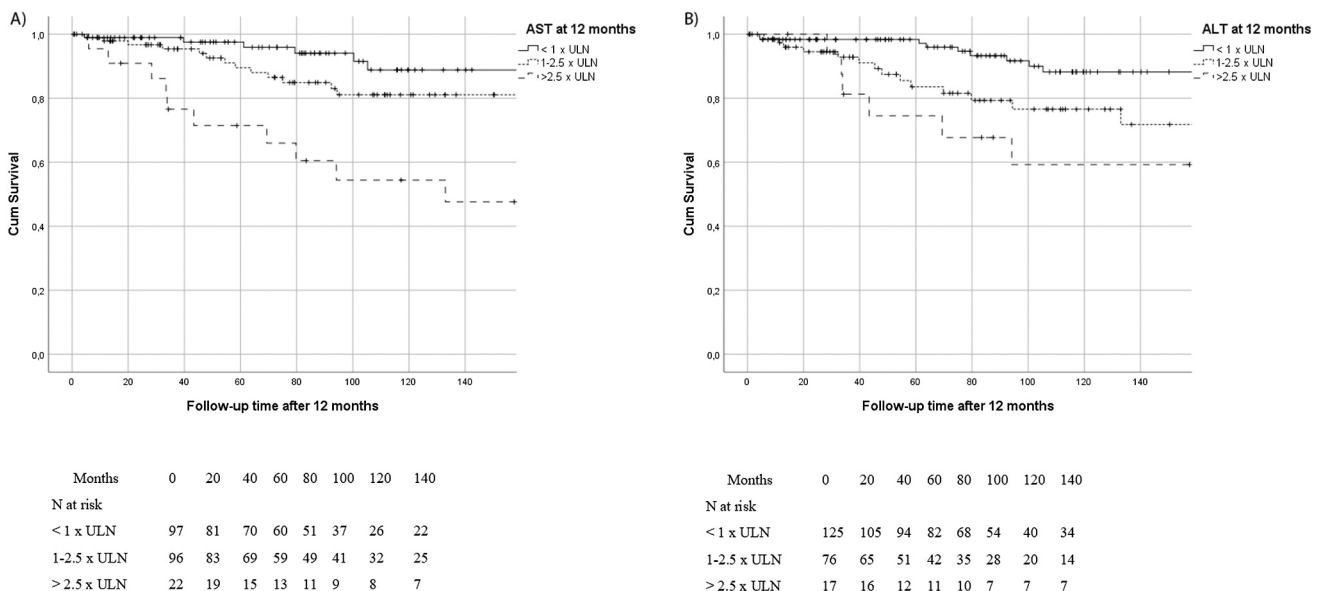 A)
AST at 12 months
< 1 x ULN
1-2.5 x ULN
>2.5 x ULN
1,0
0,8
0,6
0,4
0,2
0,0
Cum Survival
0 20 40 60 80 100 120 140
Follow-up time after 12 months
Months 0 20 40 60 80 100 120 140
N at risk
< 1 x ULN 97 81 70 60 51 37 26 22
1-2.5 x ULN 96 83 69 59 49 41 32 25
> 2.5 x ULN 22 19 15 13 11 9 8 7
B)
ALT at 12 months
< 1 x ULN
1-2.5 x ULN
>2.5 x ULN
1,0
0,8
0,6
0,4
0,2
0,0
Cum Survival
0 20 40 60 80 100 120 140
Follow-up time after 12 months
Months 0 20 40 60 80 100 120 140
N at risk
< 1 x ULN 125 105 94 82 68 54 40 34
1-2.5 x ULN 76 65 51 42 35 28 20 14
> 2.5 x ULN 17 16 12 11 10 7 7 7